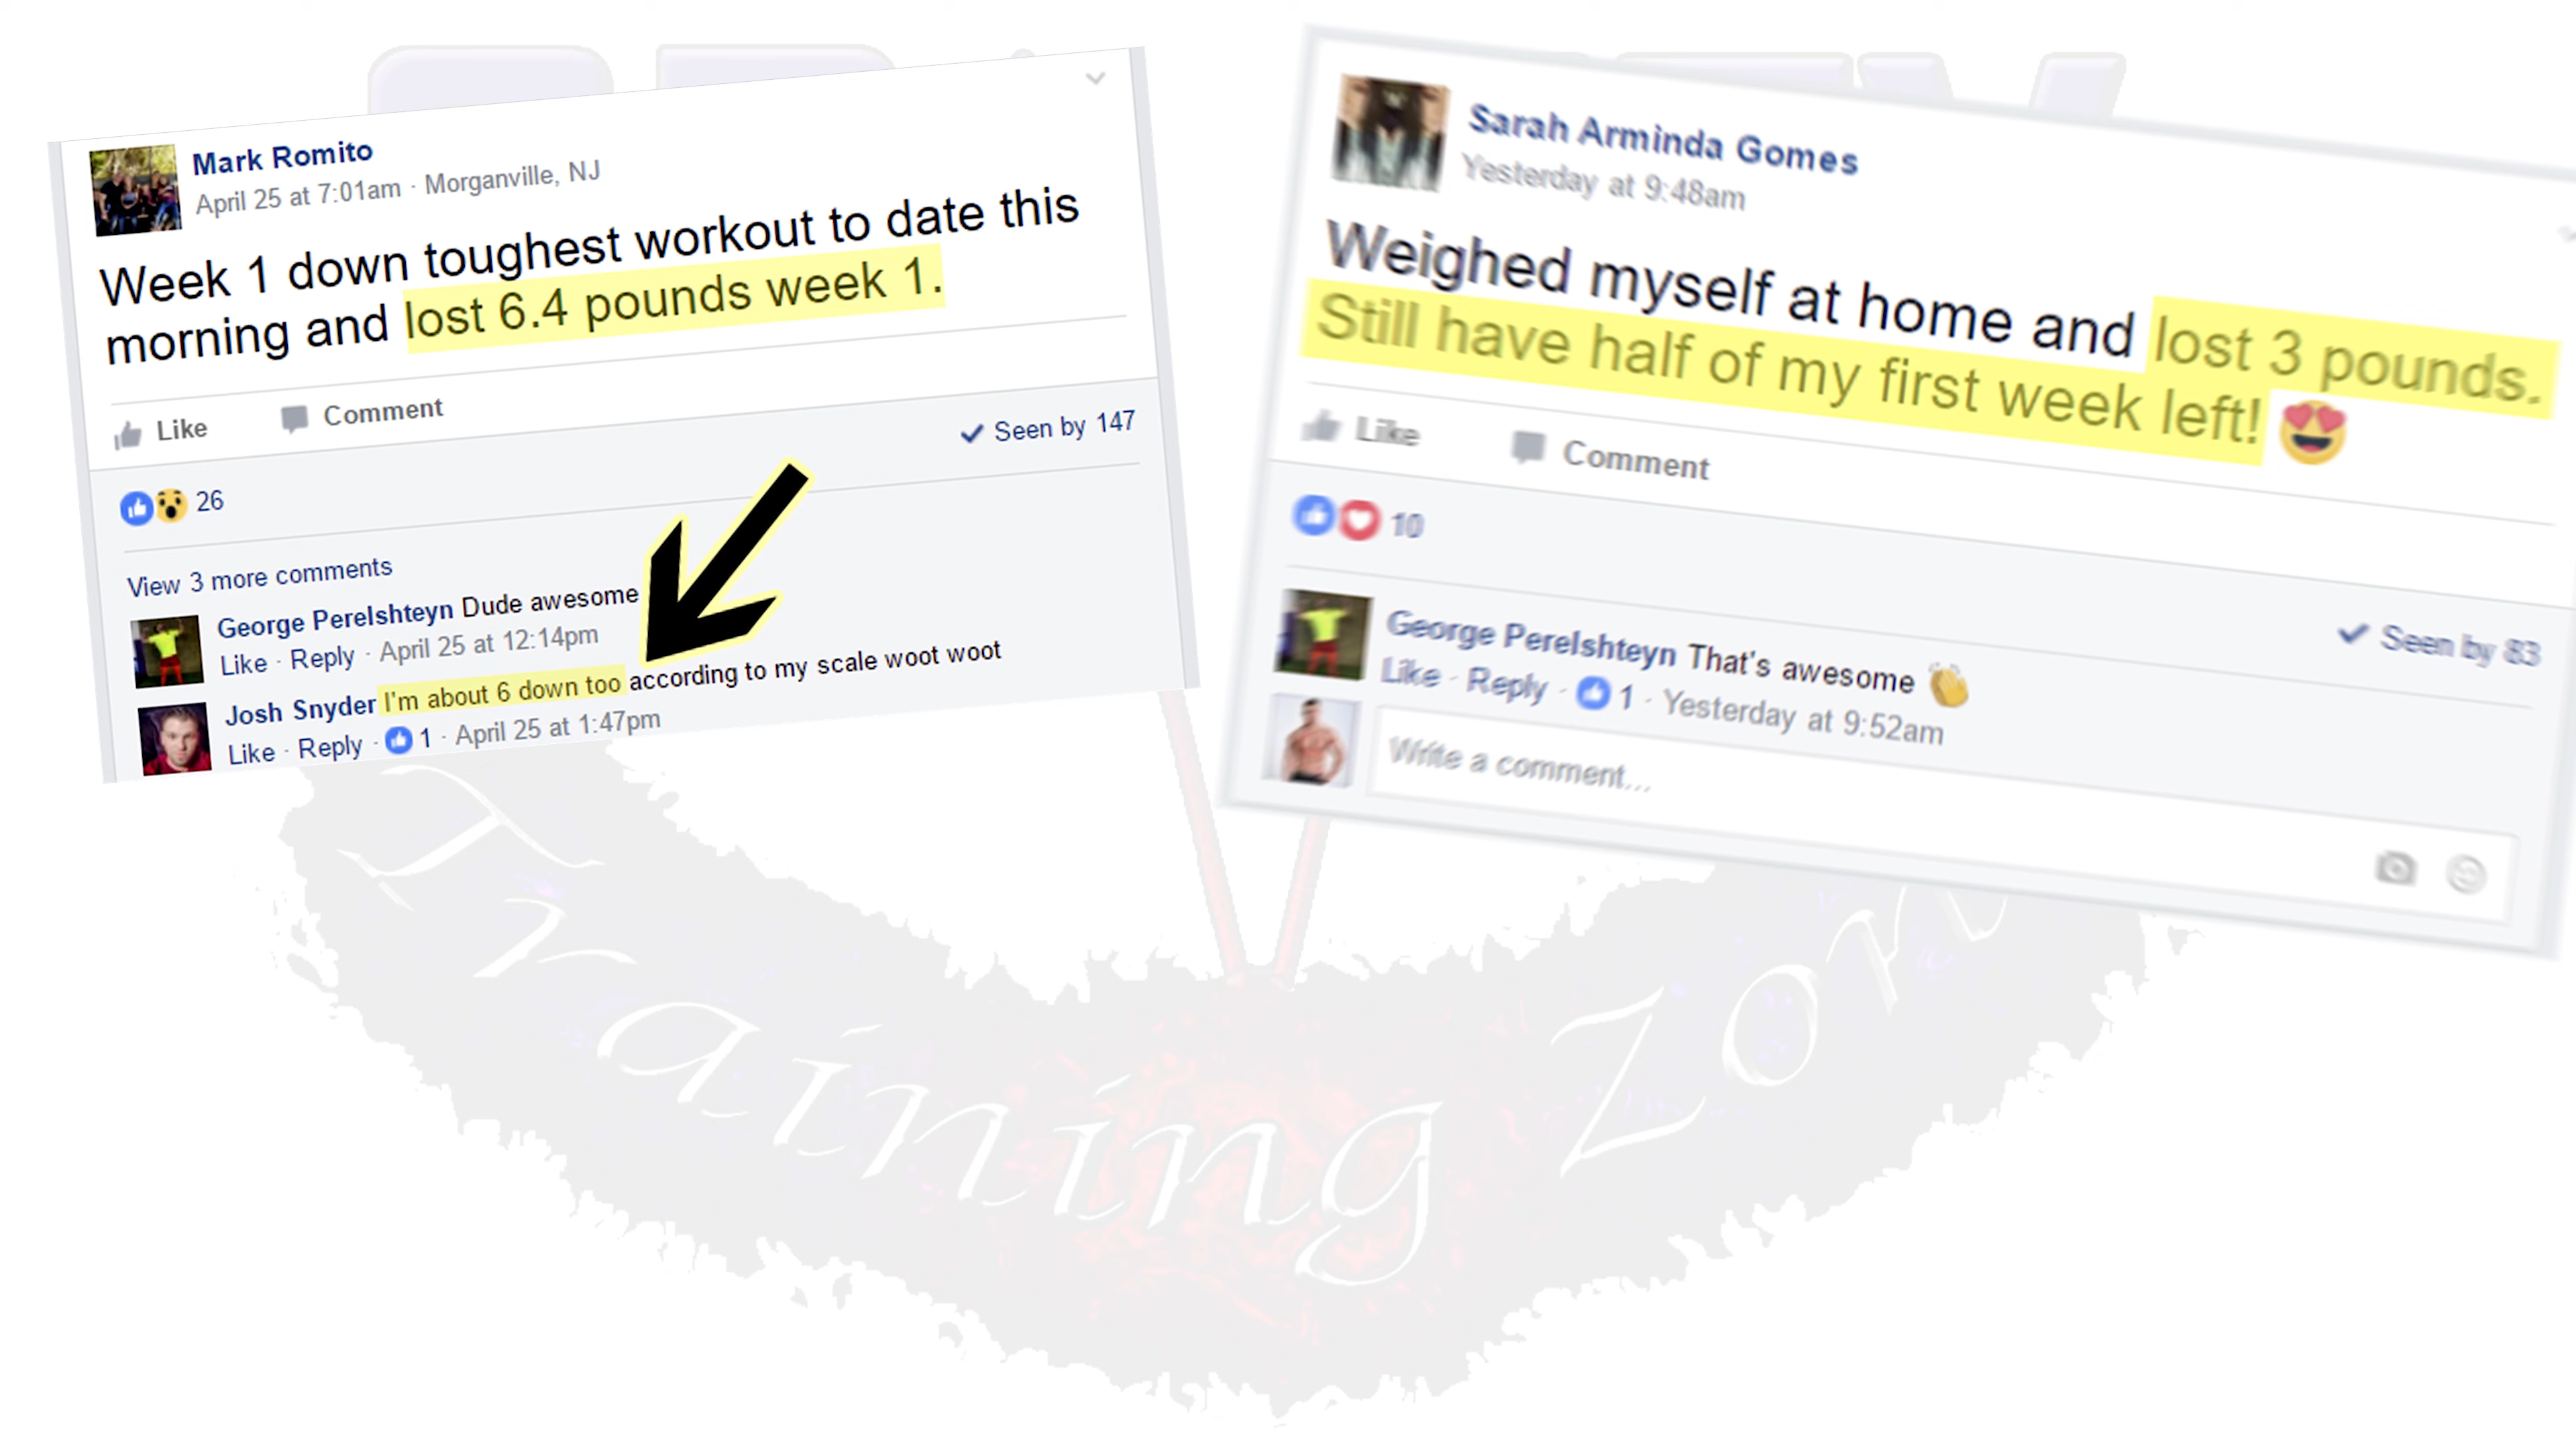 Mark Romito
April 25 at 7:01am · Morganville, NJ
Week 1 down toughest workout to date this
morning and lost 6.4 pounds week 1.
Like Comment
Seen by 147
26
View 3 more comments
George Perelshteyn Dude awesome
Like · Reply · April 25 at 12:14pm
Josh Snyder I'm about 6 down too according to my scale woot woot
Like · Reply · 1 · April 25 at 1:47pm
Sarah Arminda Gomes
Yesterday at 9:48am
Weighed myself at home and lost 3 pounds.
Still have half of my first week left! 😍
Like Comment
10
Seen by 83
George Perelshteyn That's awesome 👏
Like · Reply · 1 · Yesterday at 9:52am
Write a comment...
Training